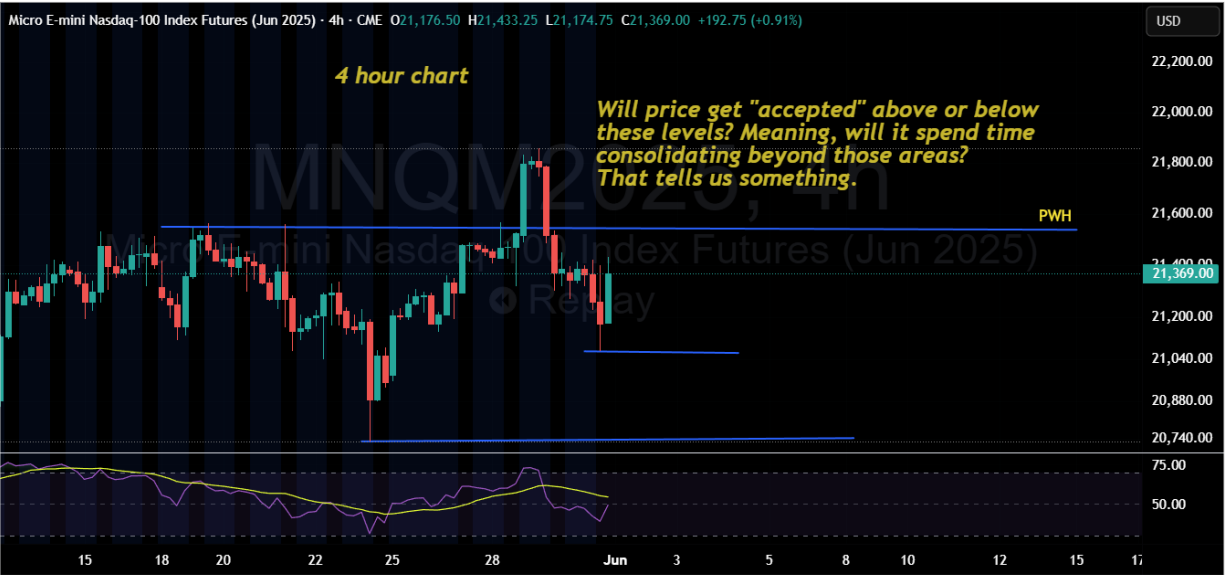 Micro E-mini Nasdaq-100 Index Futures (Jun 2025) · 4h · CME O21,176.50 H21,433.25 L21,174.75 C21,369.00 +192.75 (+0.91%)
USD
4 hour chart
Will price get "accepted" above or below
these levels? Meaning, will it spend time
consolidating beyond those areas?
That tells us something.
MNQM2025, 4h
Micro E-mini Nasdaq-100 Index Futures (Jun 2025)
Replay
PWH
22,200.00
22,000.00
21,800.00
21,600.00
21,400.00
21,369.00
21,200.00
21,040.00
20,880.00
20,740.00
75.00
50.00
15 18 20 22 25 28 Jun 3 5 8 10 12 15 17